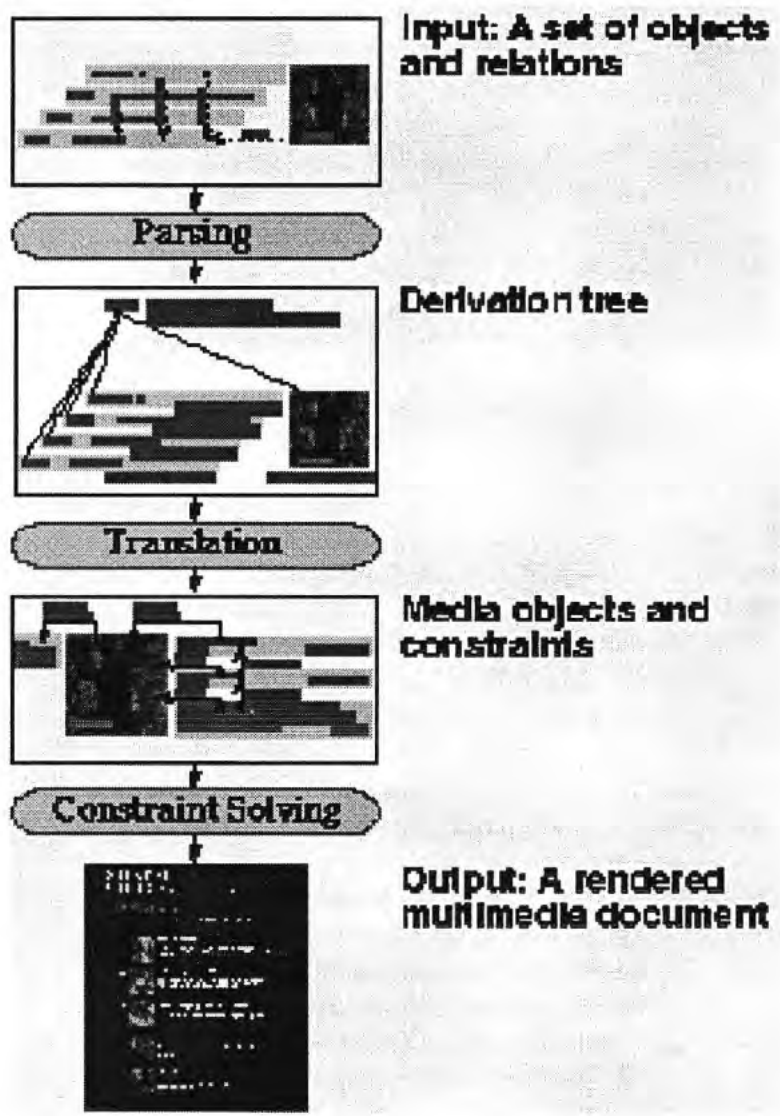 Input: A set of objects
and relations
Parsing
Derivation tree
Translation
Media objects and
constraints
Constraint Solving
Output: A rendered
multimedia document